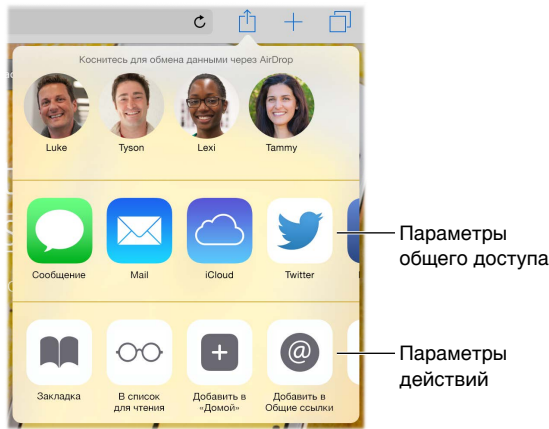 Коснитесь для обмена данными через AirDrop
Luke
Tyson
Lexi
Tammy
Сообщение
Mail
iCloud
Twitter
Параметры
общего доступа
Закладка
В список
для чтения
Добавить в
«Домой»
Добавить в
Общие ссылки
Параметры
действий